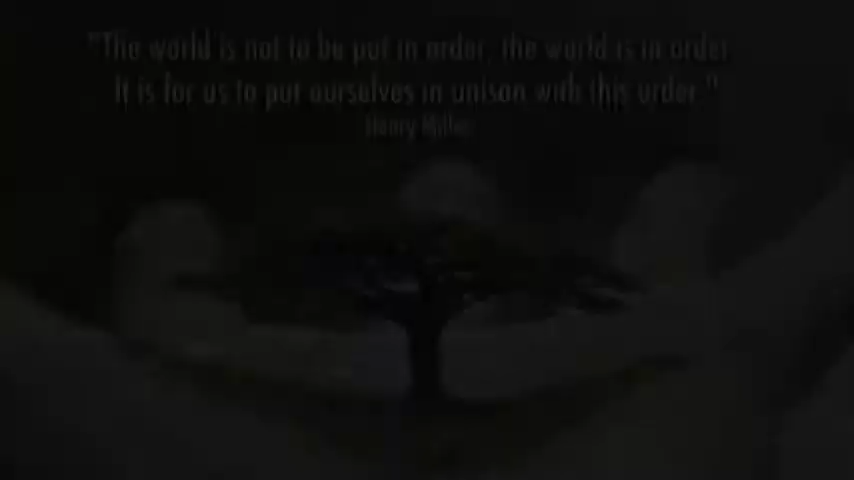 "The world is not to be put in order, the world is in order.
It is for us to put ourselves in unison with this order."
Henry Miller